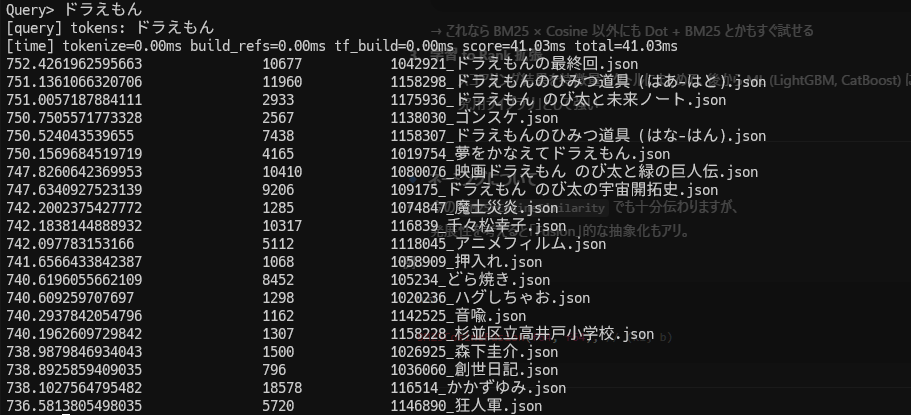 Query> ドラえもん
[query] tokens: ドラえもん
→ これなら BM25 × Cosine 以外にも Dot + BM25 とかもすぐ試せる
[time] tokenize=0.00ms build_refs=0.00ms tf_build=0.00ms score=41.03ms total=41.03ms
752.4261962595663 10677 1042921_ドラえもんの最終回.json
751.1361066320706 11960 1158298_ドラえもんのひみつ道具 (はあ-はと).json
(LightGBM, CatBoost)
751.0057187884111 2933 1175936_ドラえもん のび太と未来ノート.json
750.7505571773328 2567 1138030_ゴンスケ.json
750.524043539655 7438 1158307_ドラえもんのひみつ道具 (はな-はん).json
750.1569684519719 4165 1019754_夢をかなえてドラえもん.json
747.8260642369953 10410 1080076_映画ドラえもん のび太と緑の巨人伝.json
747.6340927523139 9206 109175_ドラえもん のび太の宇宙開拓史.json
742.2002375427772 1285 1074847_魔土災炎.json
でも十分伝わりますが、
742.1838144888932 10317 116839_千々松幸子.json
742.097783153166 5112 1118045_アニメフィルム.json
的な抽象化もアリ。
741.6566433842387 1068 1058909_押入れ.json
740.6196055662109 8452 105234_どら焼き.json
740.609259707697 1298 1020236_ハグしちゃお.json
740.2937842054796 1162 1142525_音喩.json
740.1962609729842 1307 1158228_杉並区立高井戸小学校.json
738.9879846934043 1500 1026925_森下圭介.json
738.8925859409035 796 1036060_創世日記.json
738.1027564795482 18578 116514_かかずゆみ.json
736.5813805498035 5720 1146890_狂人軍.json